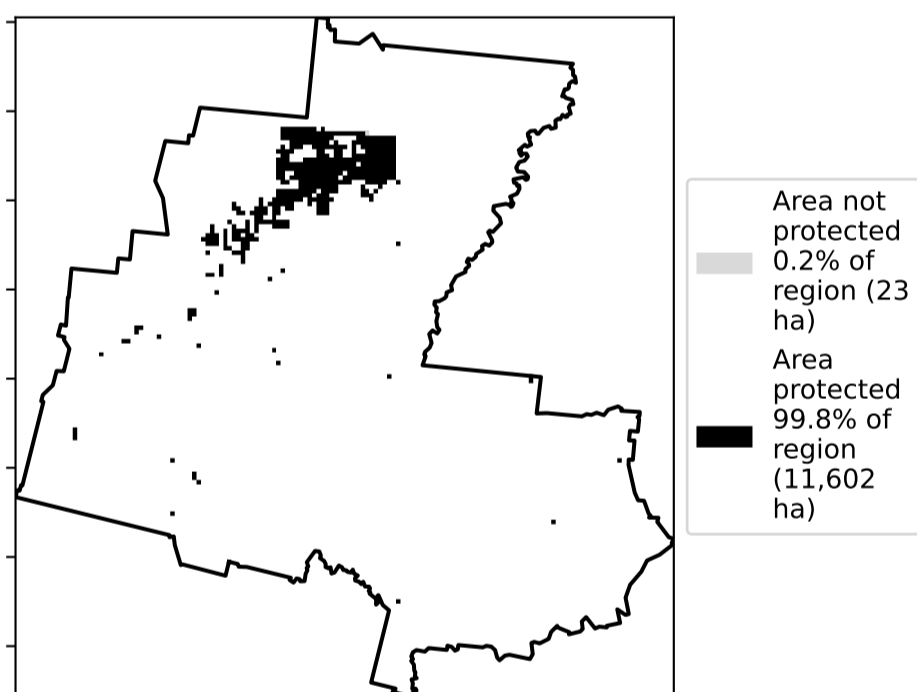 Area not
protected
0.2% of
region (23
ha)
Area
protected
99.8% of
region
(11,602
ha)